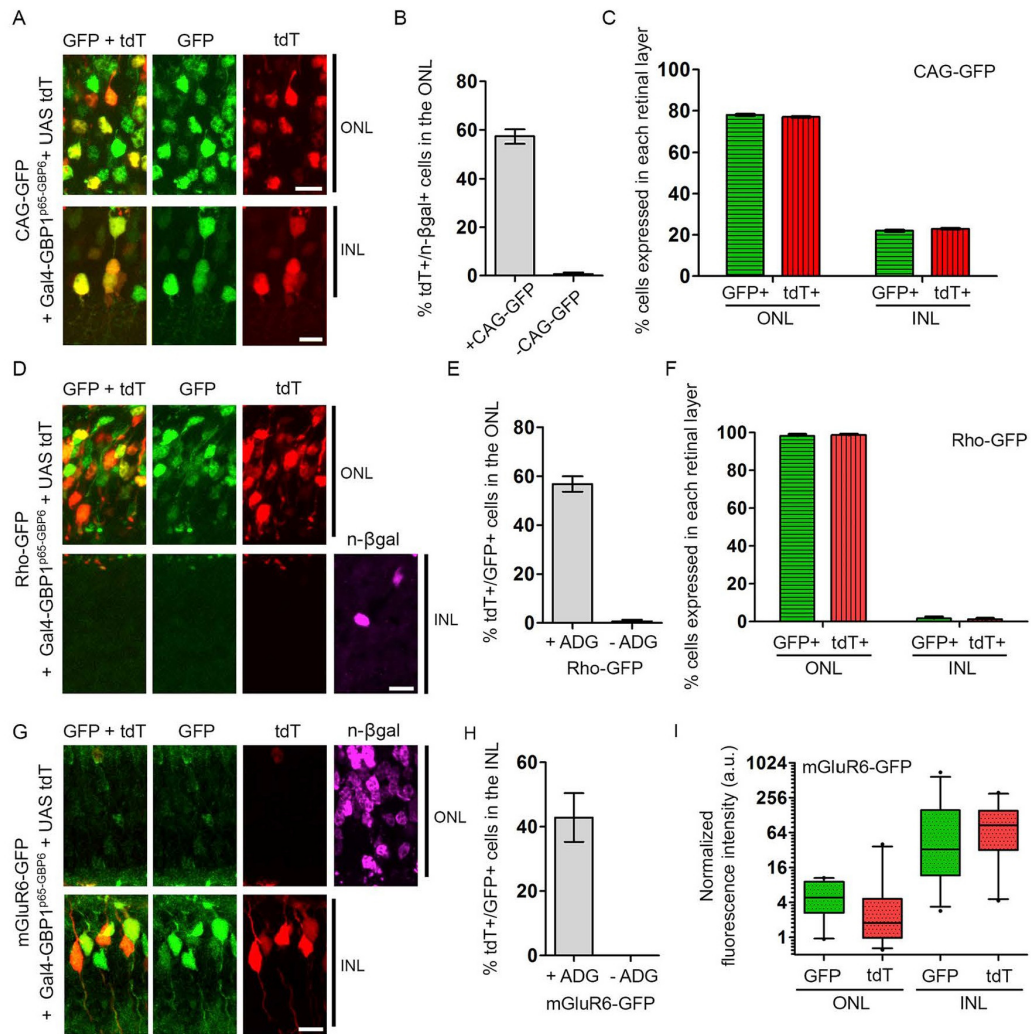 A
GFP + tdT GFP tdT
CAG-GFP
+ Gal4-GBP1p65-GBP6+ UAS tdT
ONL
INL
B
% tdT+/n-βgal+ cells in the ONL
80
60
40
20
0
+CAG-GFP
-CAG-GFP
C
CAG-GFP
% cells expressed in each retinal layer
100
80
60
40
20
0
GFP+ tdT+ GFP+ tdT+
ONL INL
D
GFP + tdT GFP tdT
Rho-GFP
+ Gal4-GBP1p65-GBP6 + UAS tdT
ONL
n-βgal
INL
E
% tdT+/GFP+ cells in the ONL
80
60
40
20
0
+ ADG - ADG
Rho-GFP
F
Rho-GFP
% cells expressed in each retinal layer
100
80
60
40
20
0
GFP+ tdT+ GFP+ tdT+
ONL INL
G
GFP + tdT GFP tdT n-βgal
mGluR6-GFP
+ Gal4-GBP1p65-GBP6 + UAS tdT
ONL
INL
H
% tdT+/GFP+ cells in the INL
60
40
20
0
+ ADG - ADG
mGluR6-GFP
I
mGluR6-GFP
Normalized
fluorescence intensity (a.u.)
1024
256
64
16
4
1
GFP tdT GFP tdT
ONL INL